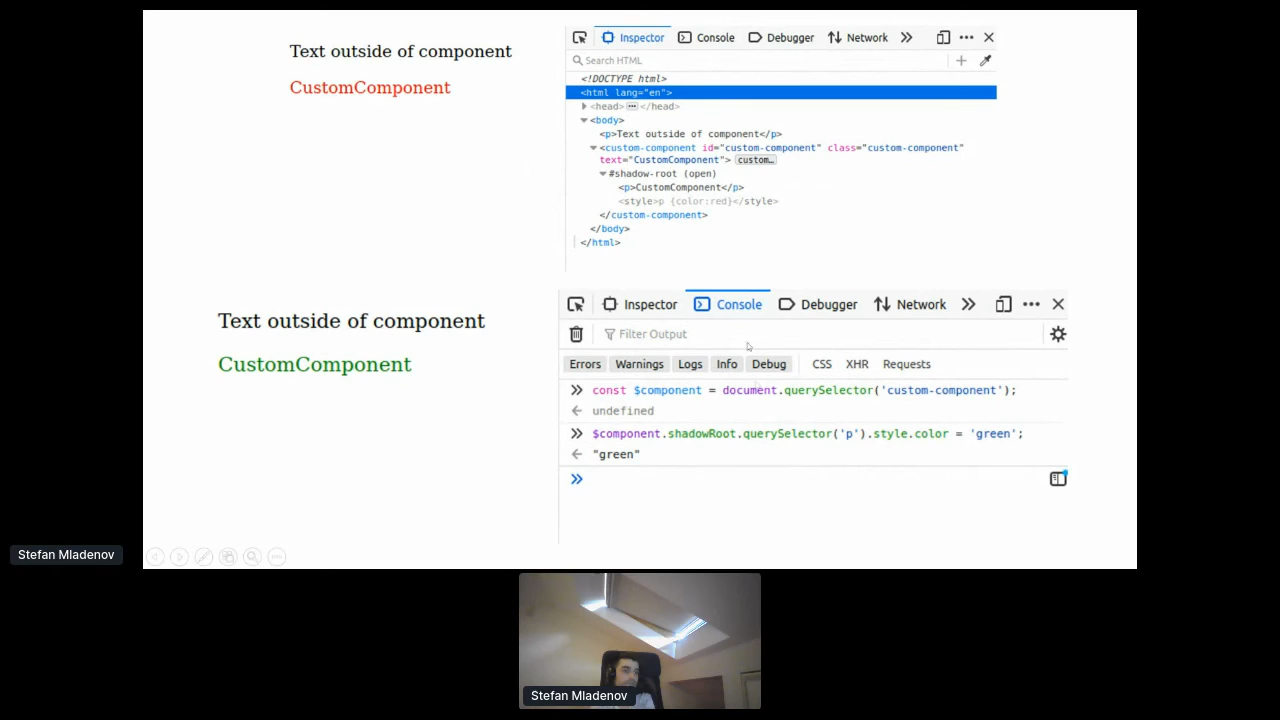 Text outside of component
CustomComponent
Inspector Console Debugger Network
Search HTML
<!DOCTYPE html>
<html lang="en">
<head> ••• </head>
<body>
<p>Text outside of component</p>
<custom-component id="custom-component" class="custom-component"
text="CustomComponent"> custom…
#shadow-root (open)
<p>CustomComponent</p>
<style>p {color:red}</style>
</custom-component>
</body>
</html>
Text outside of component
CustomComponent
Inspector Console Debugger Network
Filter Output
Errors Warnings Logs Info Debug CSS XHR Requests
const $component = document.querySelector('custom-component');
undefined
$component.shadowRoot.querySelector('p').style.color = 'green';
"green"
Stefan Mladenov
Stefan Mladenov